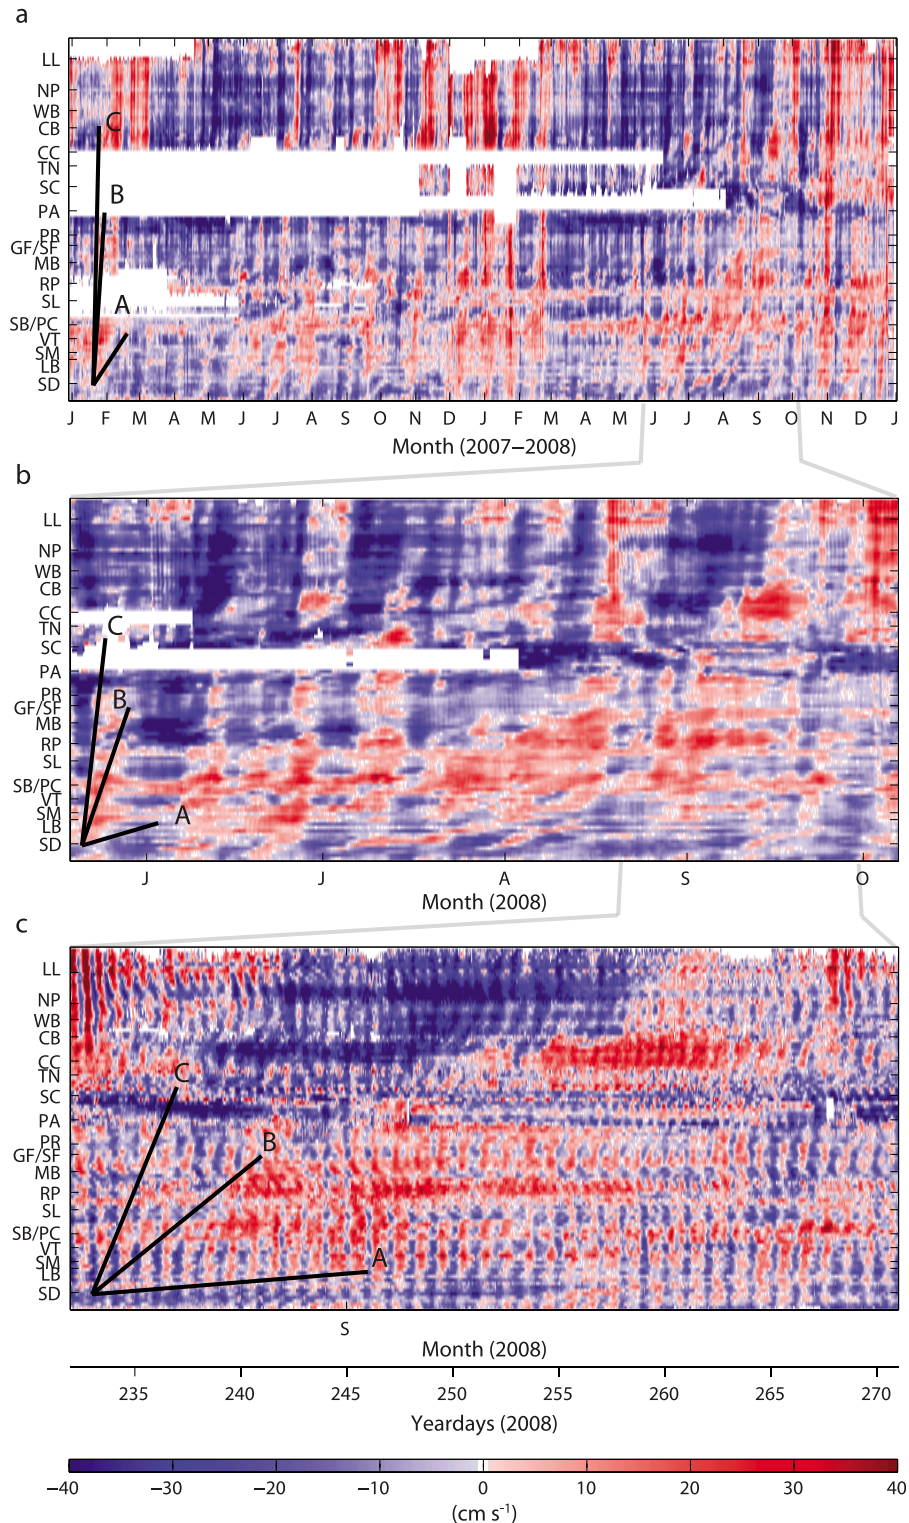 a
LL
NP
WB
CB
CC
TN
SC
PA
PR
GF/SF
MB
RP
SL
SB/PC
VT
SM
LB
SD
C
B
A
J F M A M J J A S O N D J F M A M J J A S O N D J
Month (2007−2008)
b
LL
NP
WB
CB
CC
TN
SC
PA
PR
GF/SF
MB
RP
SL
SB/PC
VT
SM
LB
SD
C
B
A
J J A S O
Month (2008)
c
LL
NP
WB
CB
CC
TN
SC
PA
PR
GF/SF
MB
RP
SL
SB/PC
VT
SM
LB
SD
C
B
A
S
Month (2008)
235 240 245 250 255 260 265 270
Yeardays (2008)
−40 −30 −20 −10 0 10 20 30 40
(cm s⁻¹)